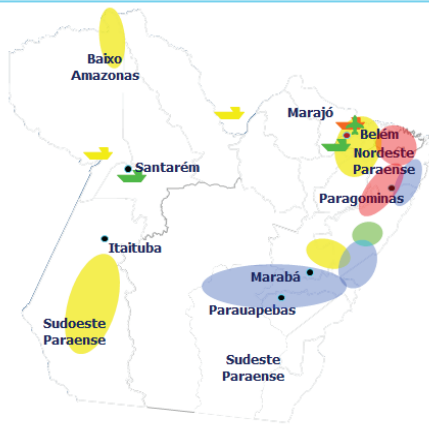 Baixo
Amazonas
Marajó
Belém
Nordeste
Paraense
Santarém
Paragominas
Itaituba
Marabá
Parauapebas
Sudoeste
Paraense
Sudeste
Paraense